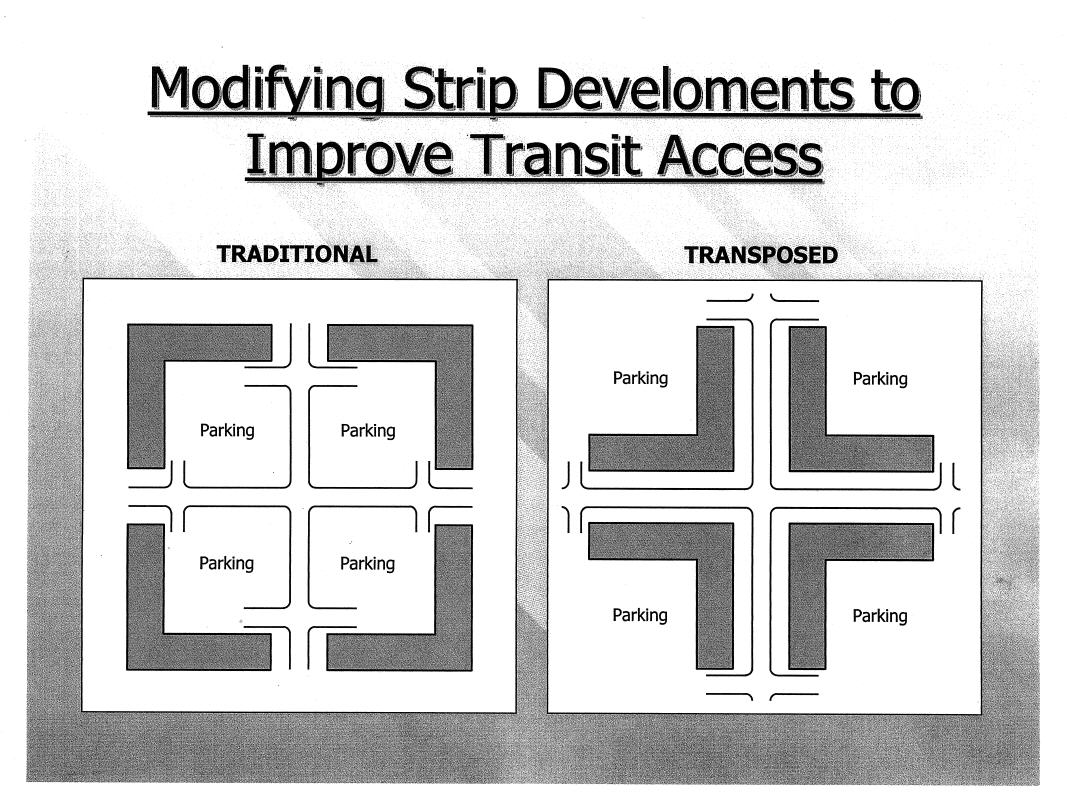 Modifying Strip Develoments to
Improve Transit Access
TRADITIONAL
TRANSPOSED
Parking
Parking
Parking
Parking
Parking
Parking
Parking
Parking